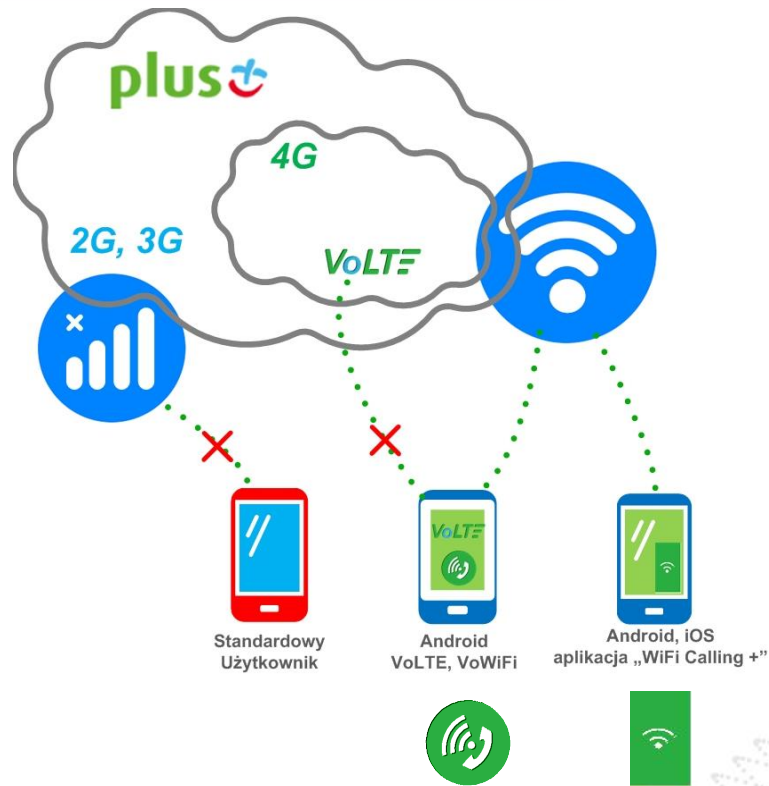 plus
4G
2G, 3G
VoLTE
VoLTE
Standardowy
Użytkownik
Android
VoLTE, VoWiFi
Android, iOS
aplikacja „WiFi Calling +”